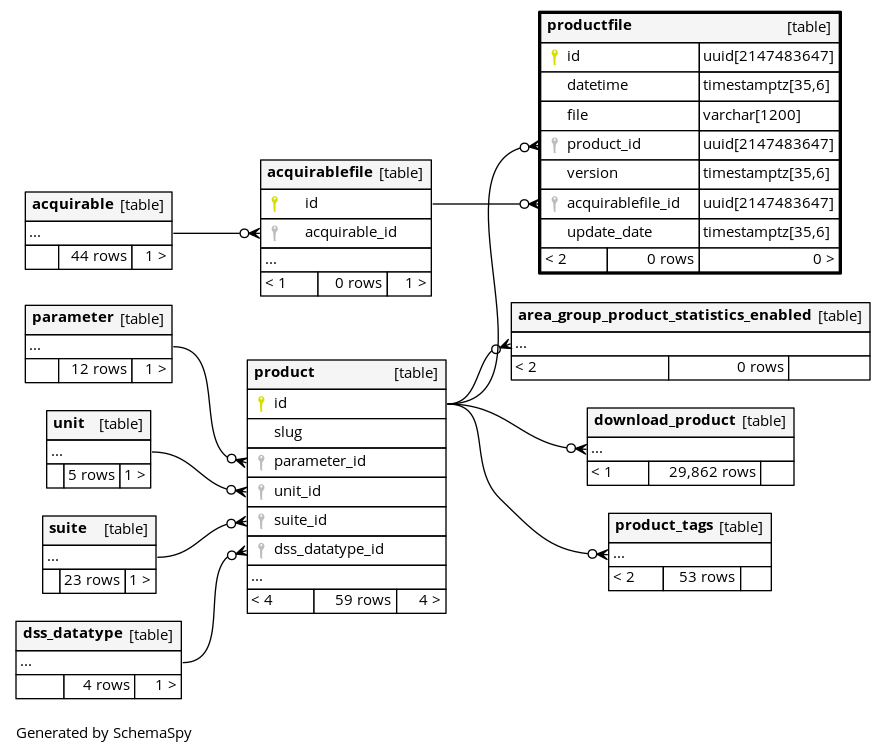 productfile [table]
id uuid[2147483647]
datetime timestamptz[35,6]
file varchar[1200]
product_id uuid[2147483647]
version timestamptz[35,6]
acquirablefile_id uuid[2147483647]
update_date timestamptz[35,6]
< 2 0 rows 0 >
acquirablefile [table]
id
acquirable_id
...
< 1 0 rows 1 >
acquirable [table]
...
44 rows 1 >
parameter [table]
...
12 rows 1 >
area_group_product_statistics_enabled [table]
...
< 2 0 rows
product [table]
id
slug
parameter_id
unit_id
suite_id
dss_datatype_id
...
< 4 59 rows 4 >
unit [table]
...
5 rows 1 >
download_product [table]
...
< 1 29,862 rows
suite [table]
...
23 rows 1 >
product_tags [table]
...
< 2 53 rows
dss_datatype [table]
...
4 rows 1 >
Generated by SchemaSpy